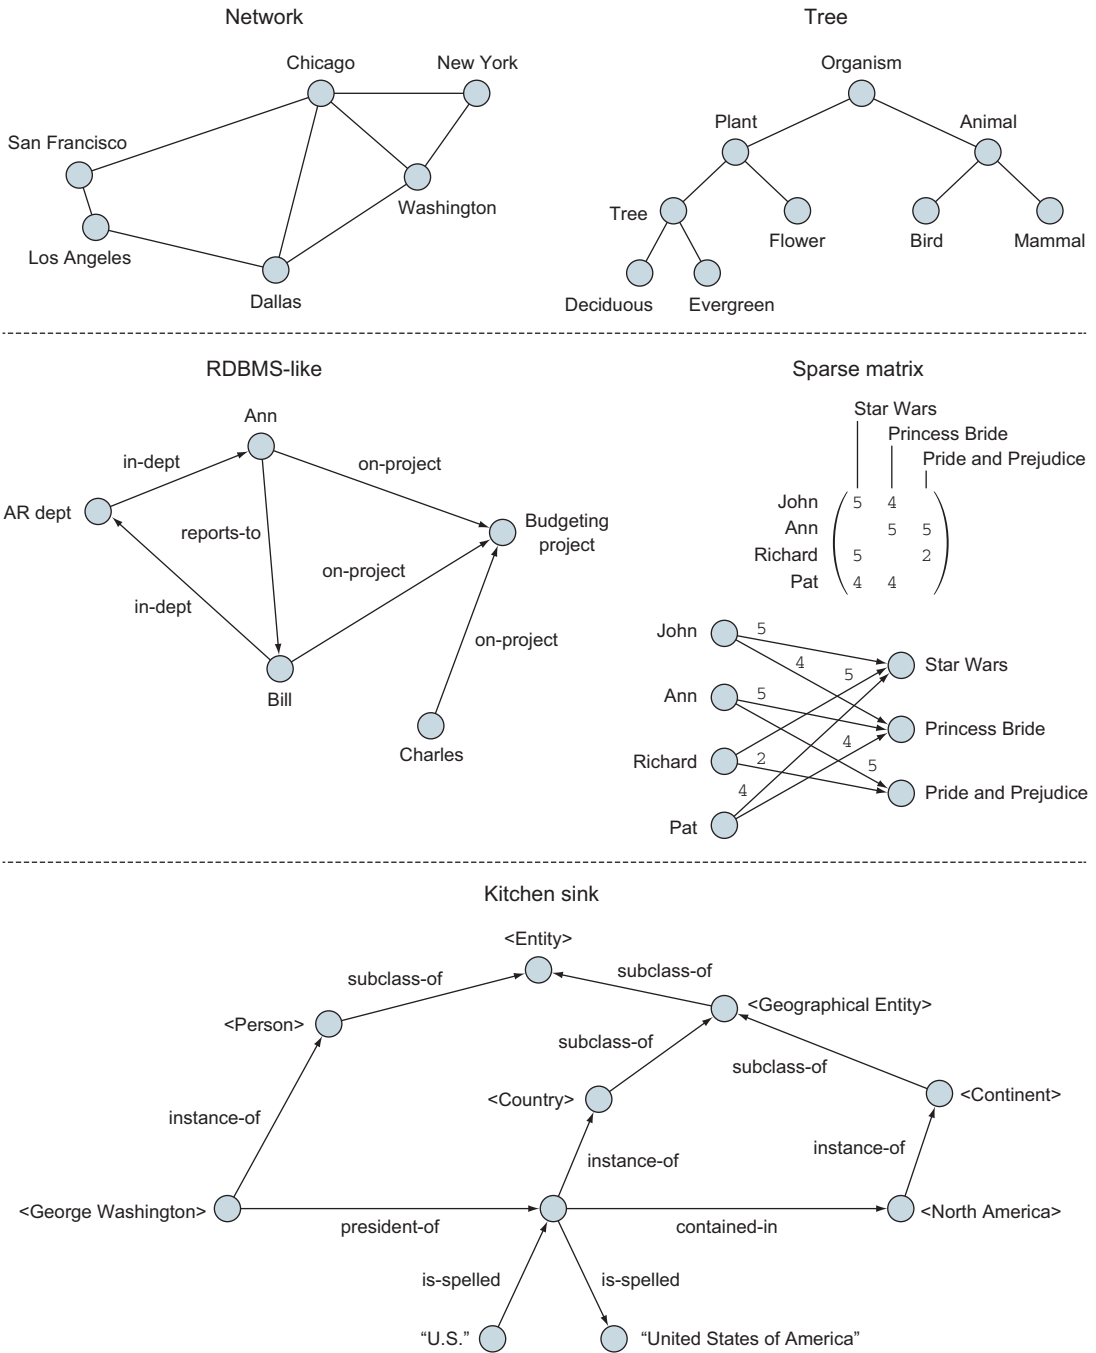 Network
Chicago
New York
San Francisco
Washington
Los Angeles
Dallas
Tree
Organism
Plant
Animal
Tree
Flower
Bird
Mammal
Deciduous
Evergreen
RDBMS-like
Ann
in-dept
on-project
AR dept
reports-to
Budgeting
project
on-project
in-dept
on-project
Bill
Charles
Sparse matrix
Star Wars
Princess Bride
Pride and Prejudice
John 5 4
Ann 5 5
Richard 5 2
Pat 4 4
John
5
Star Wars
4
5
Ann
5
Princess Bride
4
Richard
2
5
Pride and Prejudice
4
Pat
Kitchen sink
<Entity>
subclass-of
subclass-of
<Person>
<Geographical Entity>
subclass-of
subclass-of
<Country>
<Continent>
instance-of
instance-of
instance-of
<George Washington>
<North America>
president-of
contained-in
is-spelled
is-spelled
“U.S.”
“United States of America”